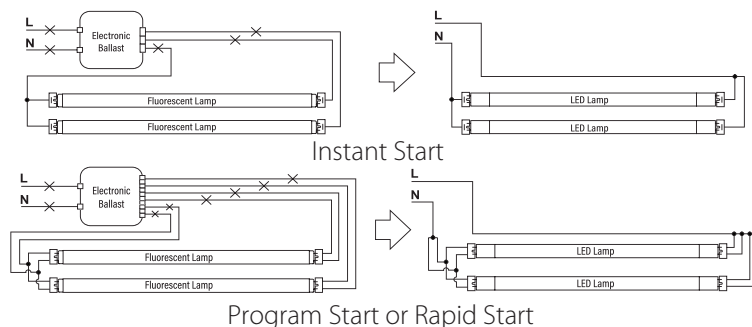 L
N
Electronic
Ballast
Fluorescent Lamp
Fluorescent Lamp
L
N
LED Lamp
LED Lamp
Instant Start
L
N
Electronic
Ballast
Fluorescent Lamp
Fluorescent Lamp
L
N
LED Lamp
LED Lamp
Program Start or Rapid Start